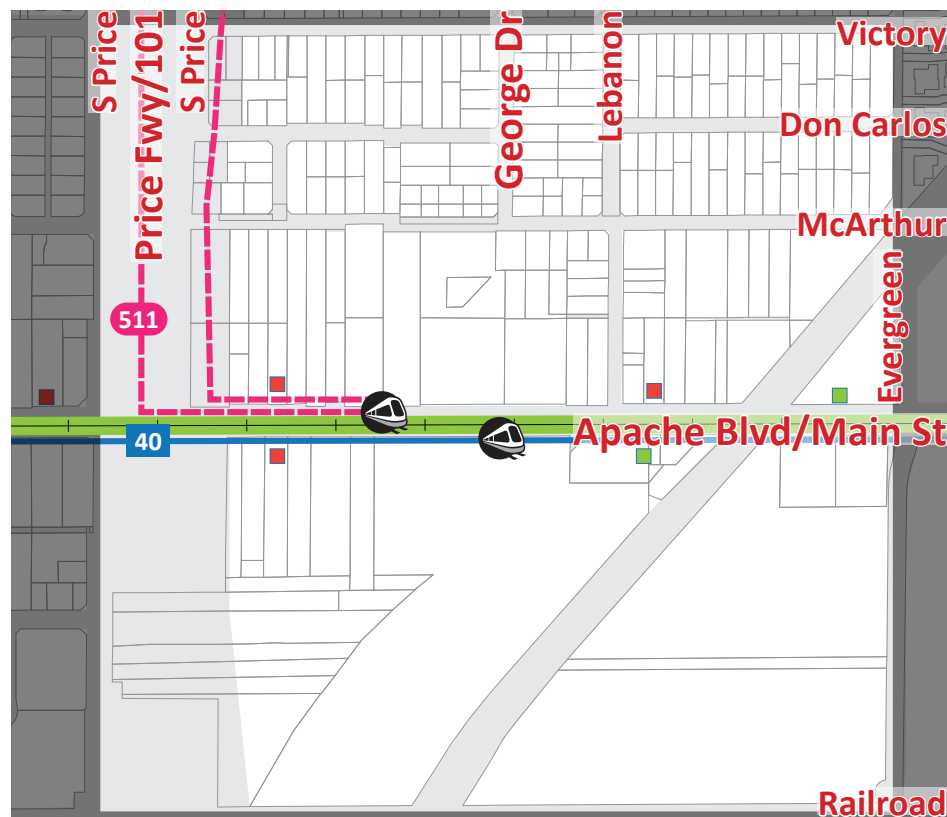 S Price
Price Fwy/101
S Price
George Dr
Lebanon
Victory
Don Carlos
McArthur
Evergreen
511
40
Apache Blvd/Main St
Railroad